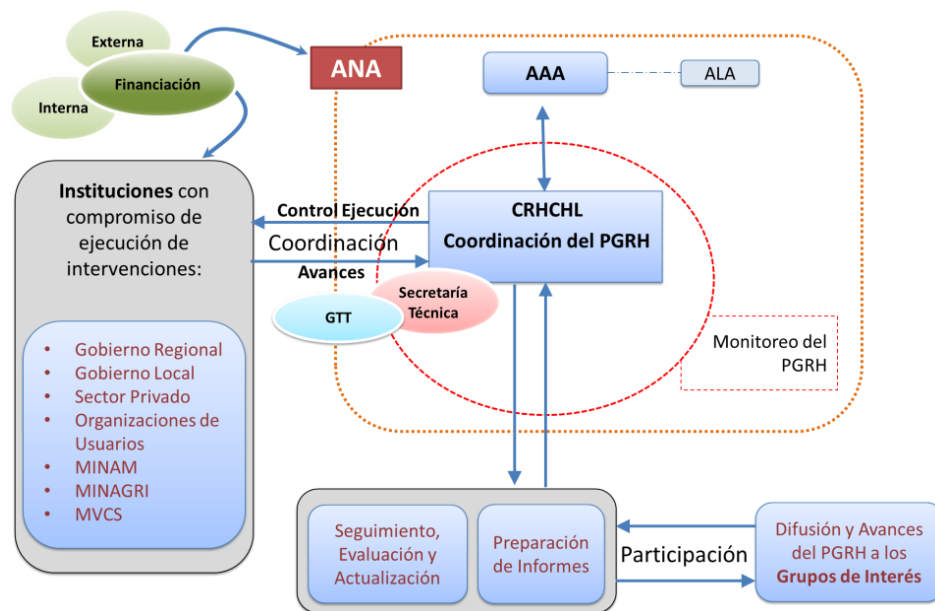 Externa
Financiación
Interna
ANA
AAA
ALA
Instituciones con
compromiso de
ejecución de
intervenciones:
• Gobierno Regional
• Gobierno Local
• Sector Privado
• Organizaciones de
Usuarios
• MINAM
• MINAGRI
• MVCS
Control Ejecución
Coordinación
Avances
CRHCHL
Coordinación del PGRH
Secretaría
Técnica
GTT
Monitoreo del
PGRH
Seguimiento,
Evaluación y
Actualización
Preparación
de Informes
Participación
Difusión y Avances
del PGRH a los
Grupos de Interés